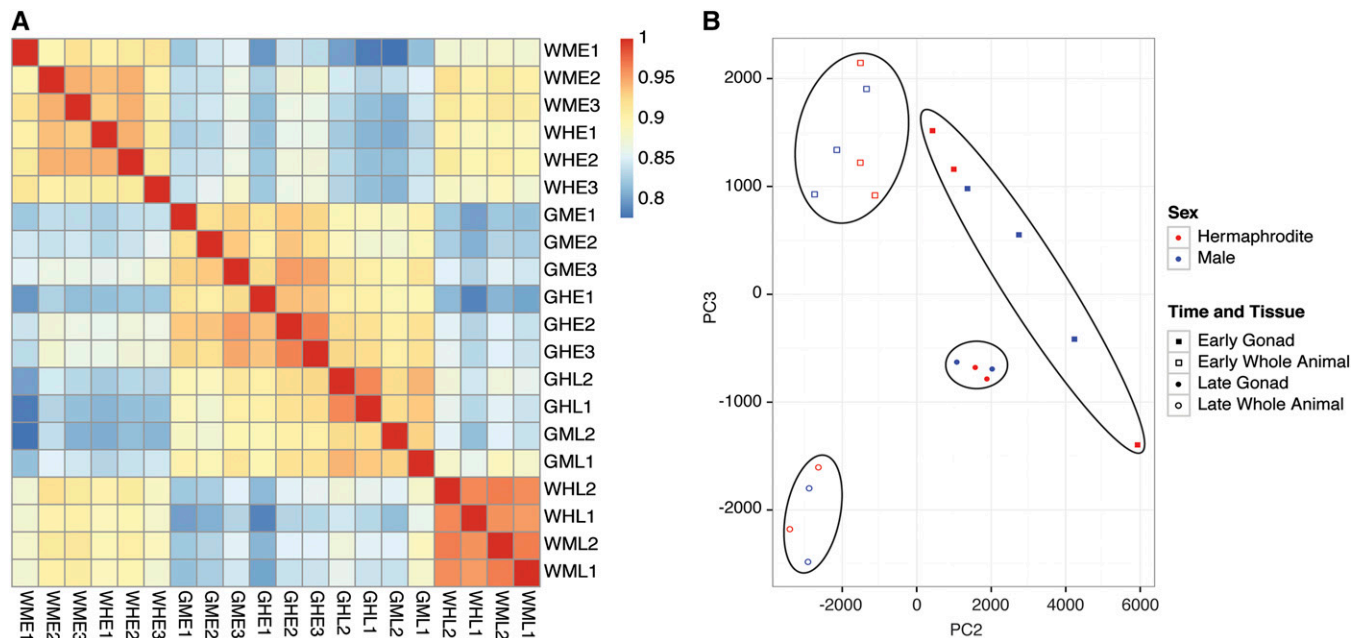 A
B
1
0.95
0.9
0.85
0.8
WME1
WME2
WME3
WHE1
WHE2
WHE3
GME1
GME2
GME3
GHE1
GHE2
GHE3
GHL2
GHL1
GML2
GML1
WHL2
WHL1
WML2
WML1
WME1 WME2 WME3 WHE1 WHE2 WHE3 GME1 GME2 GME3 GHE1 GHE2 GHE3 GHL2 GHL1 GML2 GML1 WHL2 WHL1 WML2 WML1
PC3
2000
1000
0
-1000
-2000
-2000 0 2000 4000 6000
PC2
Sex
Hermaphrodite
Male
Time and Tissue
Early Gonad
Early Whole Animal
Late Gonad
Late Whole Animal